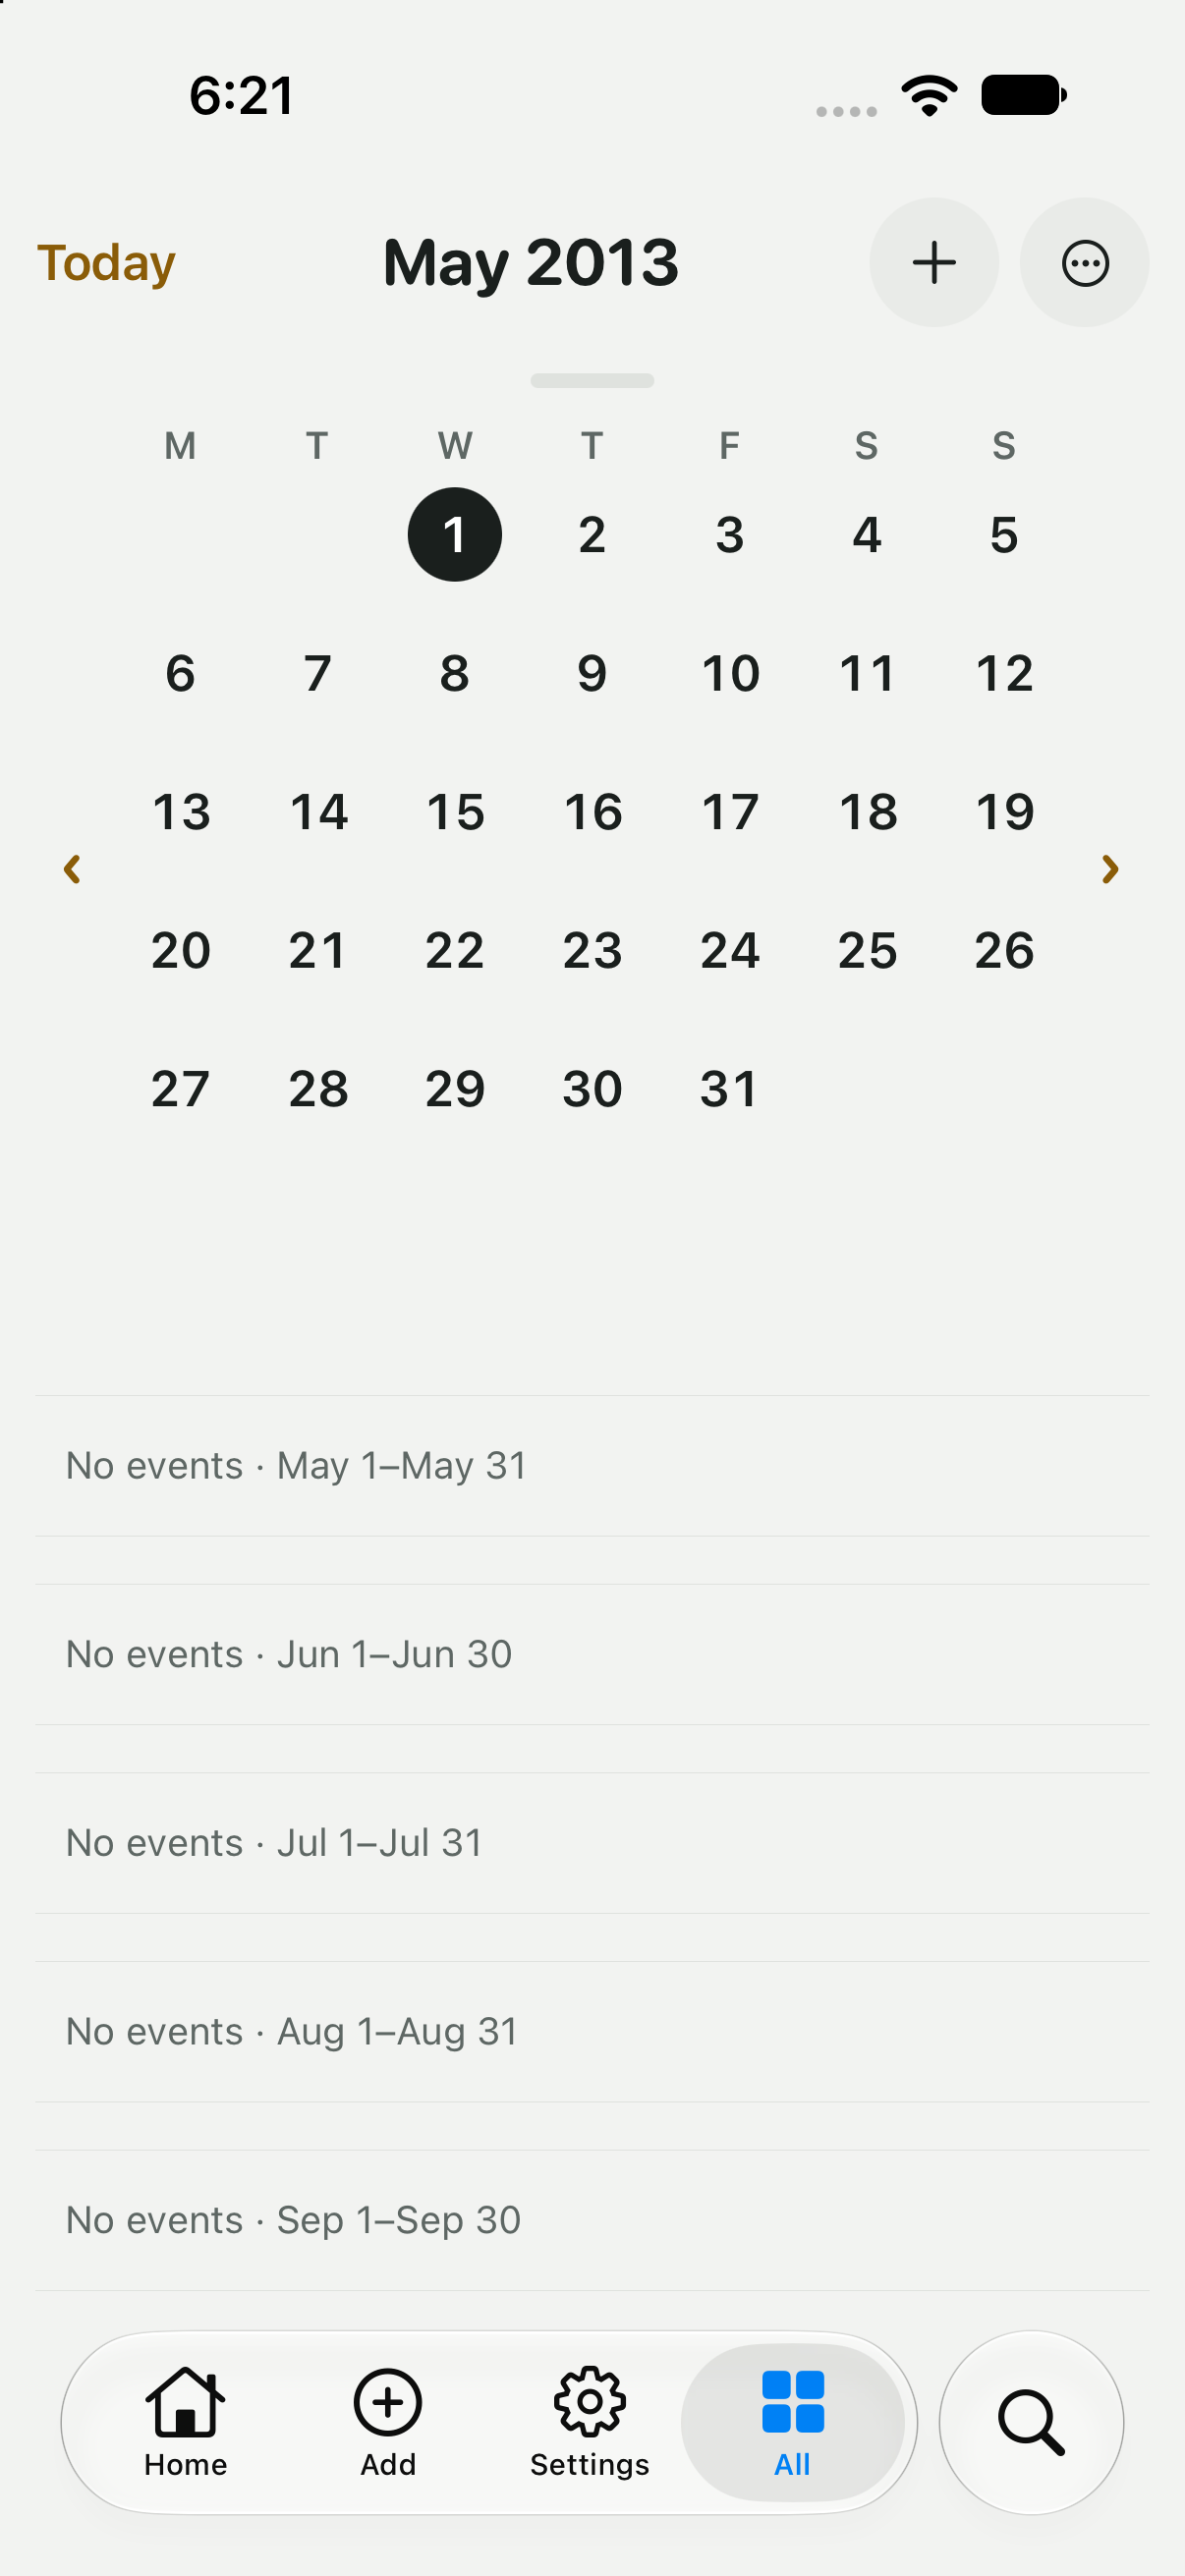 6:21
Today May 2013
M T W T F S S
1 2 3 4 5
6 7 8 9 10 11 12
13 14 15 16 17 18 19
20 21 22 23 24 25 26
27 28 29 30 31
No events · May 1–May 31
No events · Jun 1–Jun 30
No events · Jul 1–Jul 31
No events · Aug 1–Aug 31
No events · Sep 1–Sep 30
Home Add Settings All